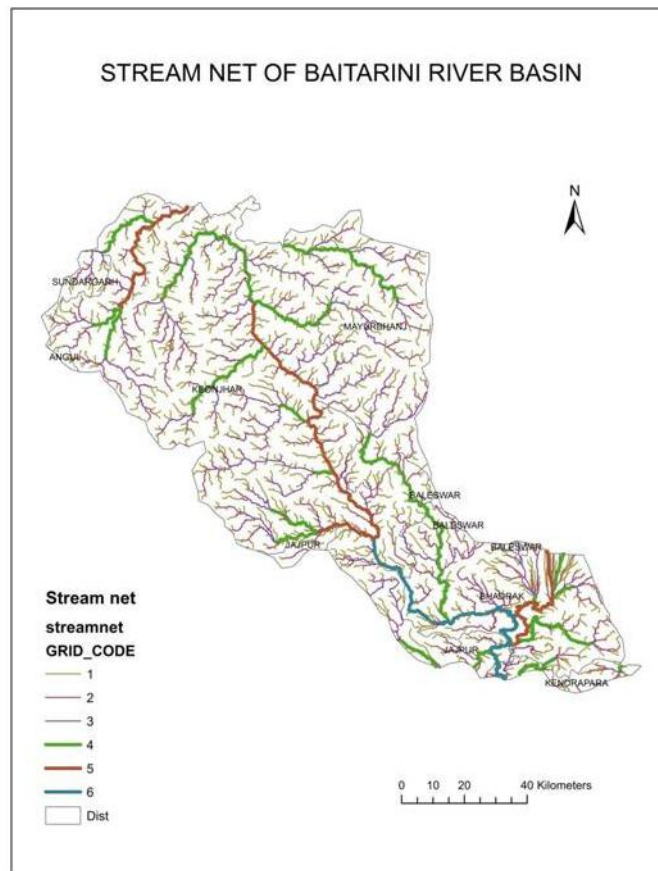 STREAM NET OF BAITARINI RIVER BASIN
N
SUNDARGARH
MAYURBHANJ
ANGUL
KEONJHAR
BALESWAR
BALESWAR
JAJPUR
BALESWAR
BHADRAK
JAJPUR
KENDRAPARA
Stream net
streamnet
GRID_CODE
1
2
3
4
5
6
Dist
0 10 20 40 Kilometers